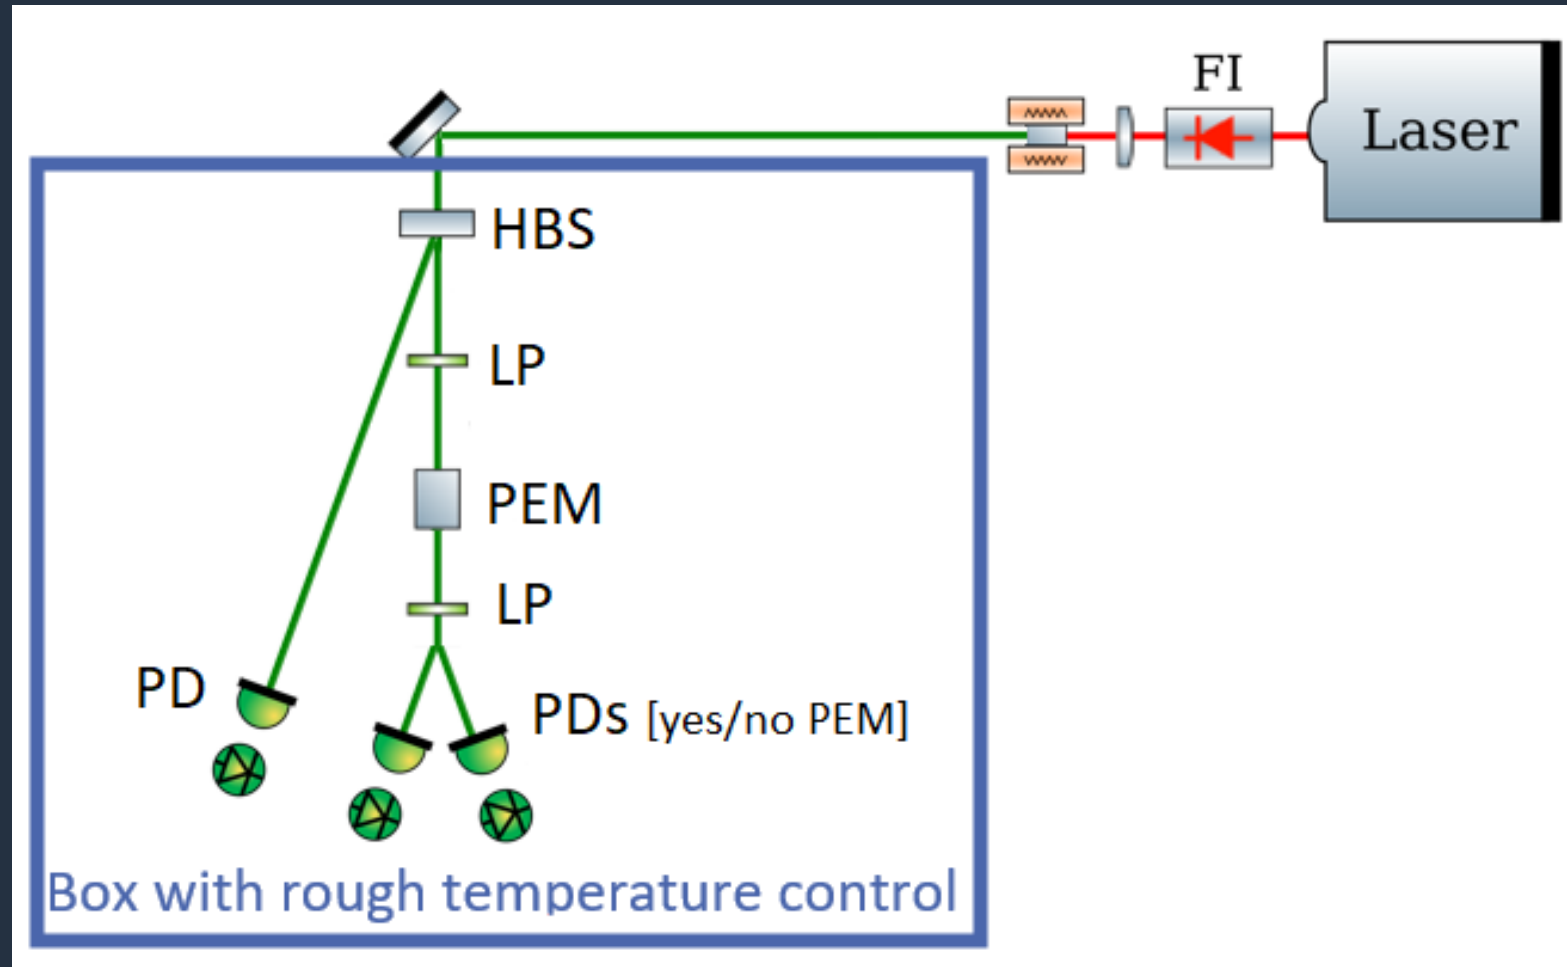 FI
Laser
HBS
LP
PEM
LP
PD
PDs [yes/no PEM]
Box with rough temperature control